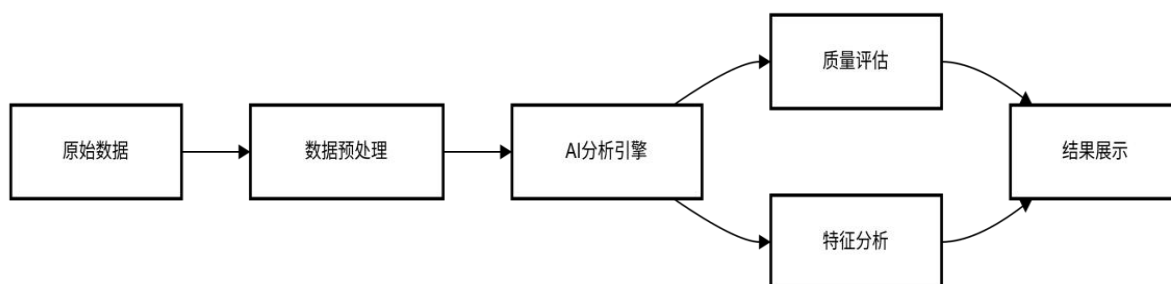 原始数据
数据预处理
AI分析引擎
质量评估
特征分析
结果展示